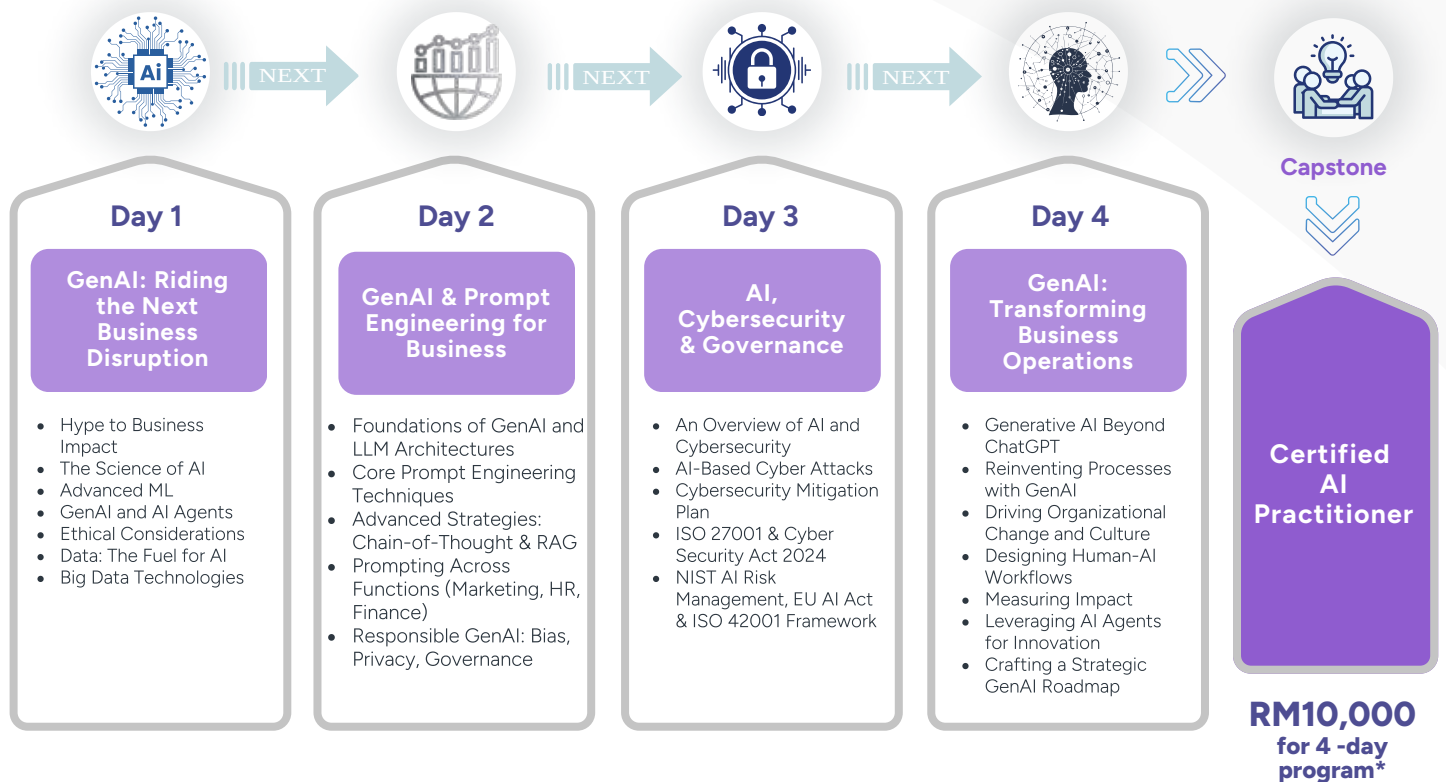 Ai
NEXT
NEXT
NEXT
Capstone
Day 1
GenAI: Riding
the Next
Business
Disruption
• Hype to Business
Impact
• The Science of AI
• Advanced ML
• GenAI and AI Agents
• Ethical Considerations
• Data: The Fuel for AI
• Big Data Technologies
Day 2
GenAI & Prompt
Engineering for
Business
• Foundations of GenAI and
LLM Architectures
• Core Prompt Engineering
Techniques
• Advanced Strategies:
Chain-of-Thought & RAG
• Prompting Across
Functions (Marketing, HR,
Finance)
• Responsible GenAI: Bias,
Privacy, Governance
Day 3
AI,
Cybersecurity
& Governance
• An Overview of AI and
Cybersecurity
• AI-Based Cyber Attacks
• Cybersecurity Mitigation
Plan
• ISO 27001 & Cyber
Security Act 2024
• NIST AI Risk
Management, EU AI Act
& ISO 42001 Framework
Day 4
GenAI:
Transforming
Business
Operations
• Generative AI Beyond
ChatGPT
• Reinventing Processes
with GenAI
• Driving Organizational
Change and Culture
• Designing Human-AI
Workflows
• Measuring Impact
• Leveraging AI Agents
for Innovation
• Crafting a Strategic
GenAI Roadmap
Certified
AI
Practitioner
RM10,000
for 4 -day
program*